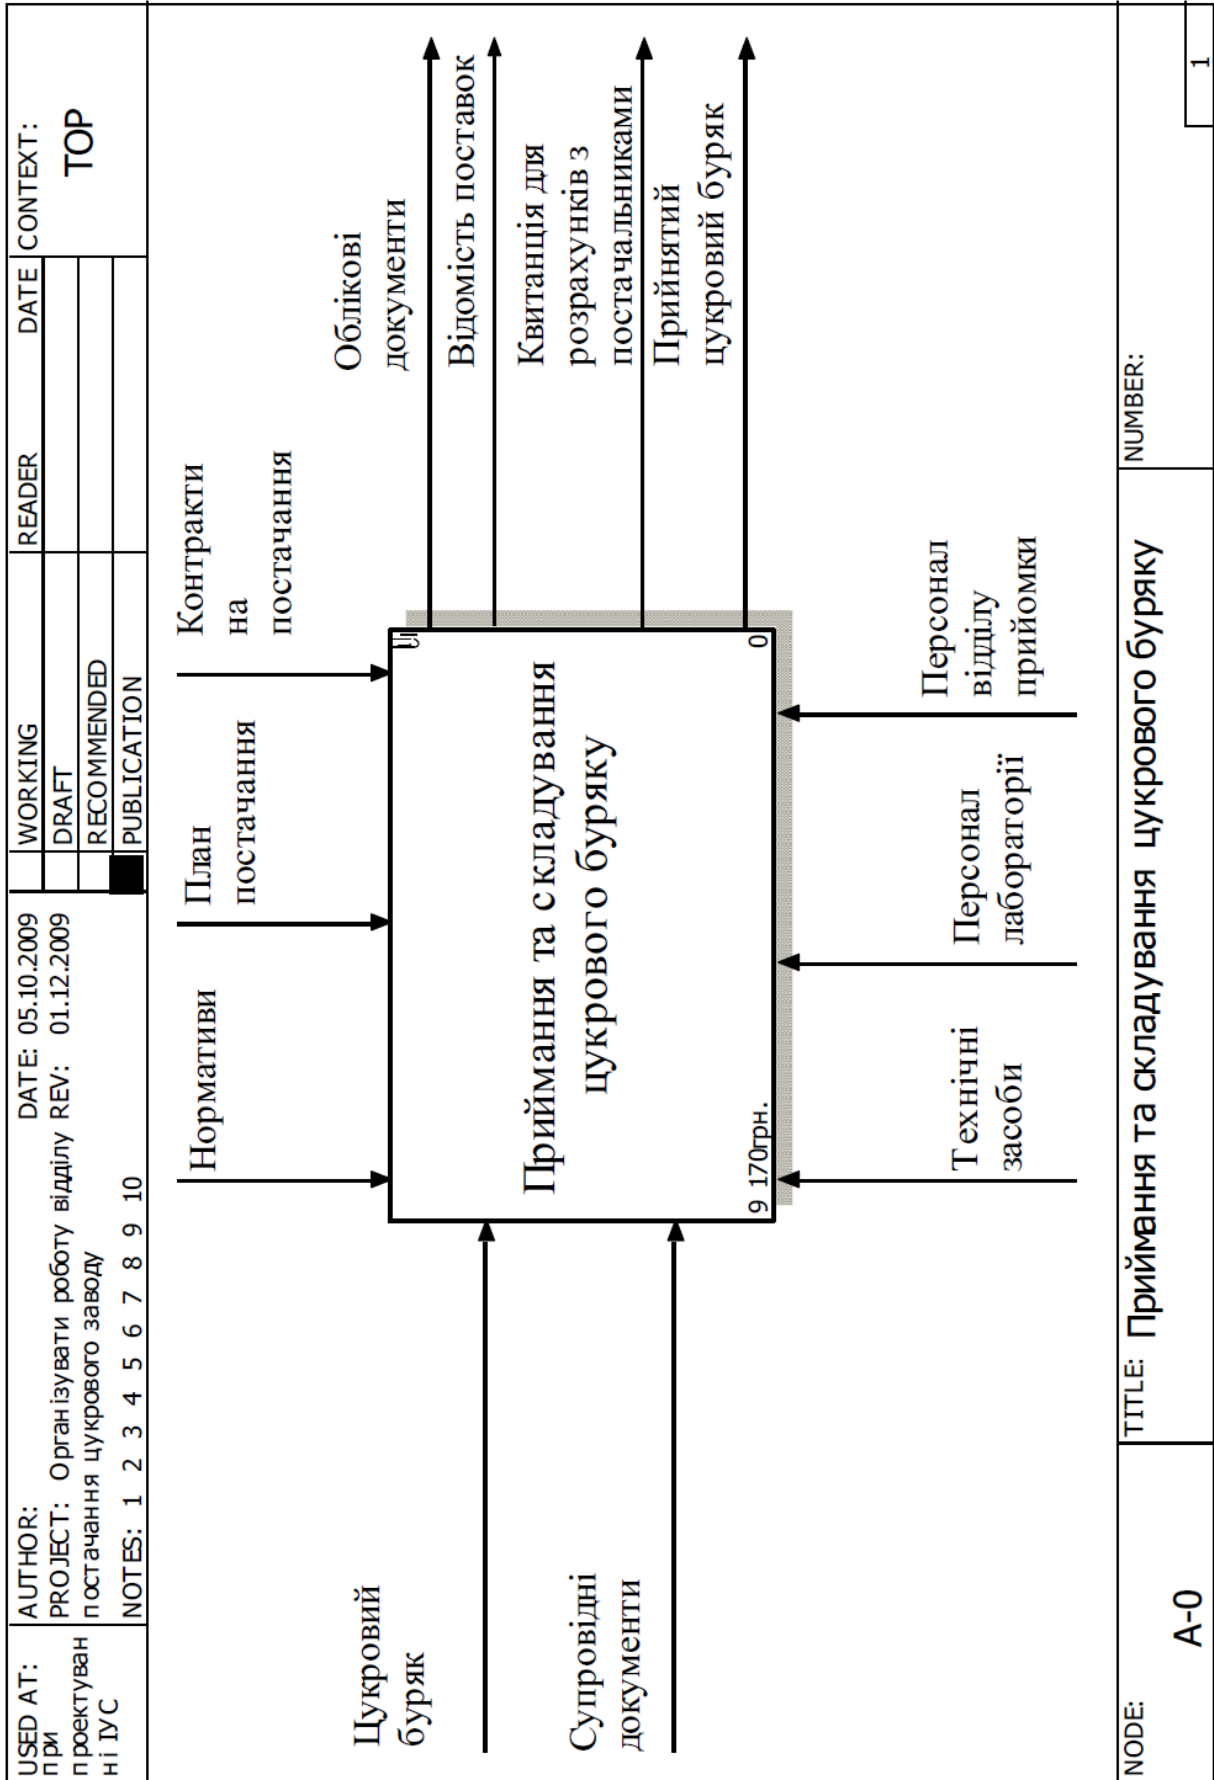 USED AT:
при
проектуван
ні ІУС
AUTHOR:
DATE: 05.10.2009
PROJECT: Організувати роботу відділу
REV: 01.12.2009
постачання цукрового заводу
NOTES: 1 2 3 4 5 6 7 8 9 10
WORKING
DRAFT
RECOMMENDED
PUBLICATION
READER
DATE
CONTEXT:
TOP
Нормативи
План
постачання
Контракти
на
постачання
Цукровий
буряк
Супровідні
документи
Приймання та складування
цукрового буряку
9 170грн.
0
Облікові
документи
Відомість поставок
Квитанція для
розрахунків з
постачальниками
Прийнятий
цукровий буряк
Технічні
засоби
Персонал
лабораторії
Персонал
відділу
прийомки
NODE:
A-0
TITLE:
Приймання та складування цукрового буряку
NUMBER:
1